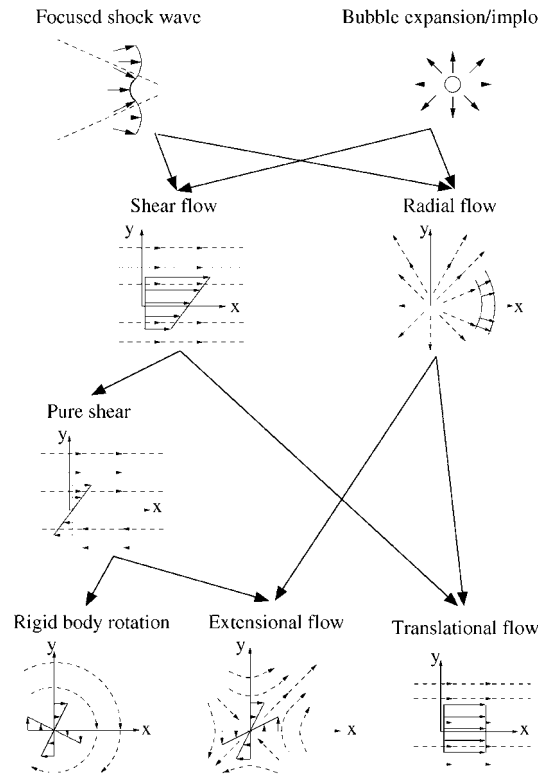 Focused shock wave
Bubble expansion/implo
Shear flow
Radial flow
y
x
y
x
Pure shear
y
x
Rigid body rotation
Extensional flow
Translational flow
y
x
y
x
y
x